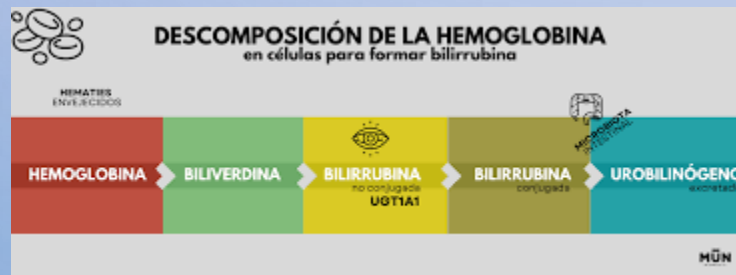 DESCOMPOSICIÓN DE LA HEMOGLOBINA
en células para formar bilirrubina
HEMATIES
ENVEJECIDOS
MICROBIOTA
INTESTINAL
HEMOGLOBINA
BILIVERDINA
BILIRRUBINA
no conjugada
UGT1A1
BILIRRUBINA
conjugada
UROBILINÓGENO
excretado
MŪN